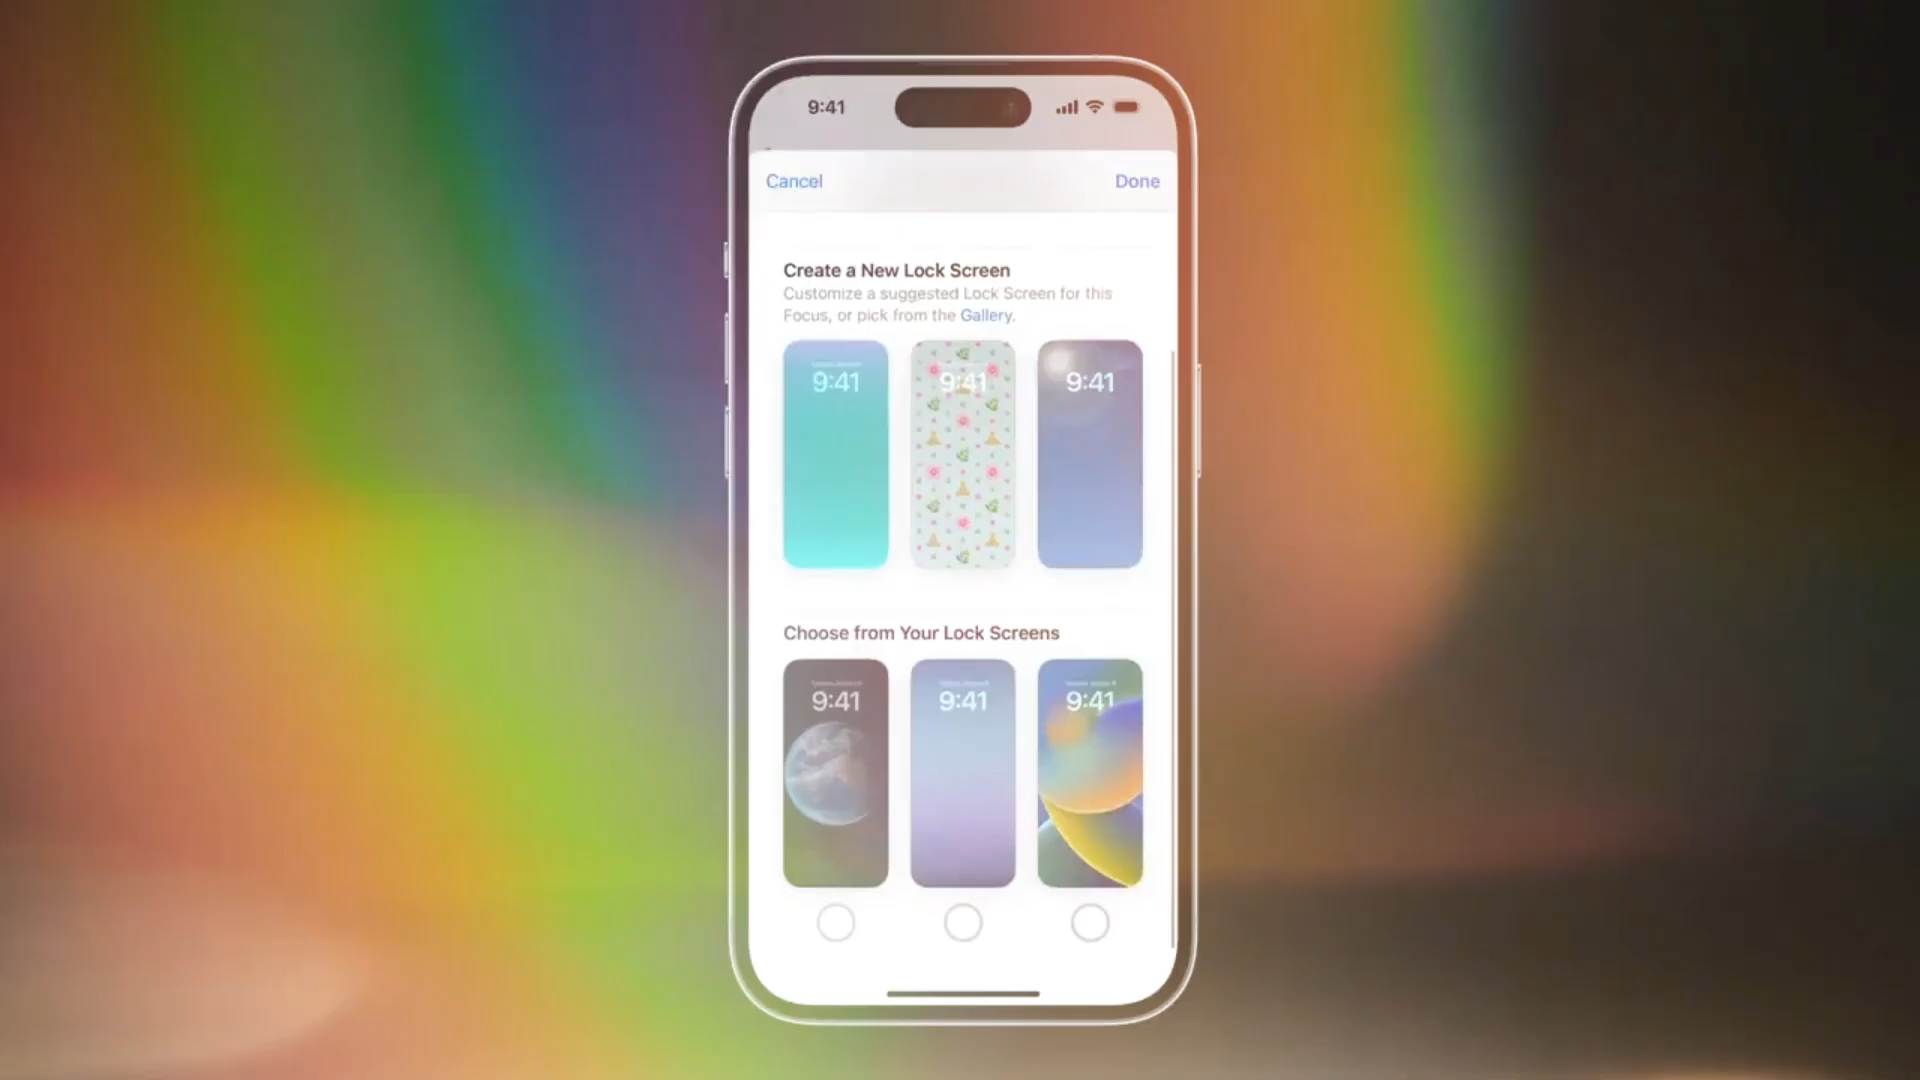 9:41
Cancel
Done
Create a New Lock Screen
Customize a suggested Lock Screen for this
Focus, or pick from the Gallery.
9:41
9:41
9:41
Choose from Your Lock Screens
9:41
9:41
9:41